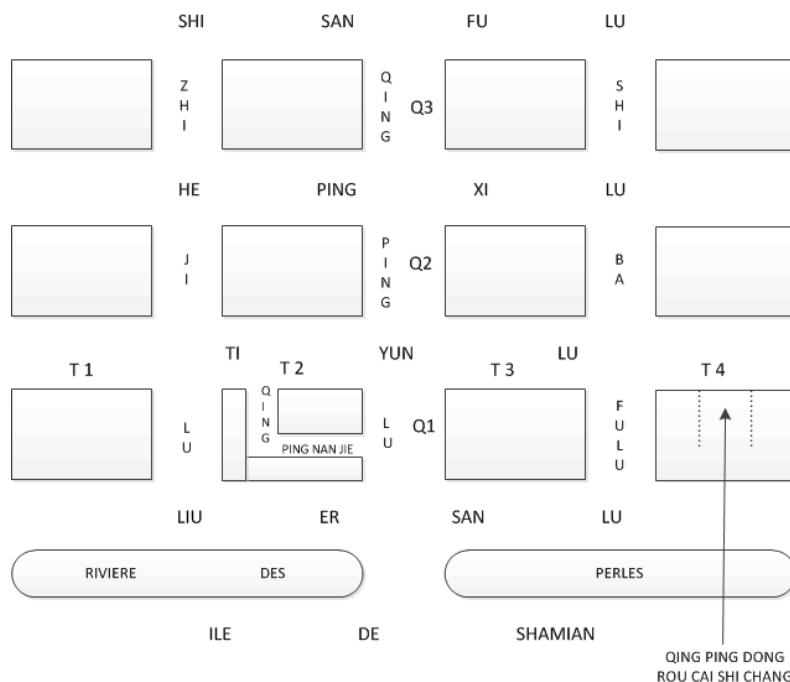 SHI SAN FU LU
ZHI
QING
Q3
SHI
HE PING XI LU
JI
PING
Q2
BA
TI YUN LU
T 1 T 2 T 3 T 4
LU
QING
LU
Q1
FULU
PING NAN JIE
LIU ER SAN LU
RIVIERE DES PERLES
ILE DE SHAMIAN
QING PING DONG
ROU CAI SHI CHANG